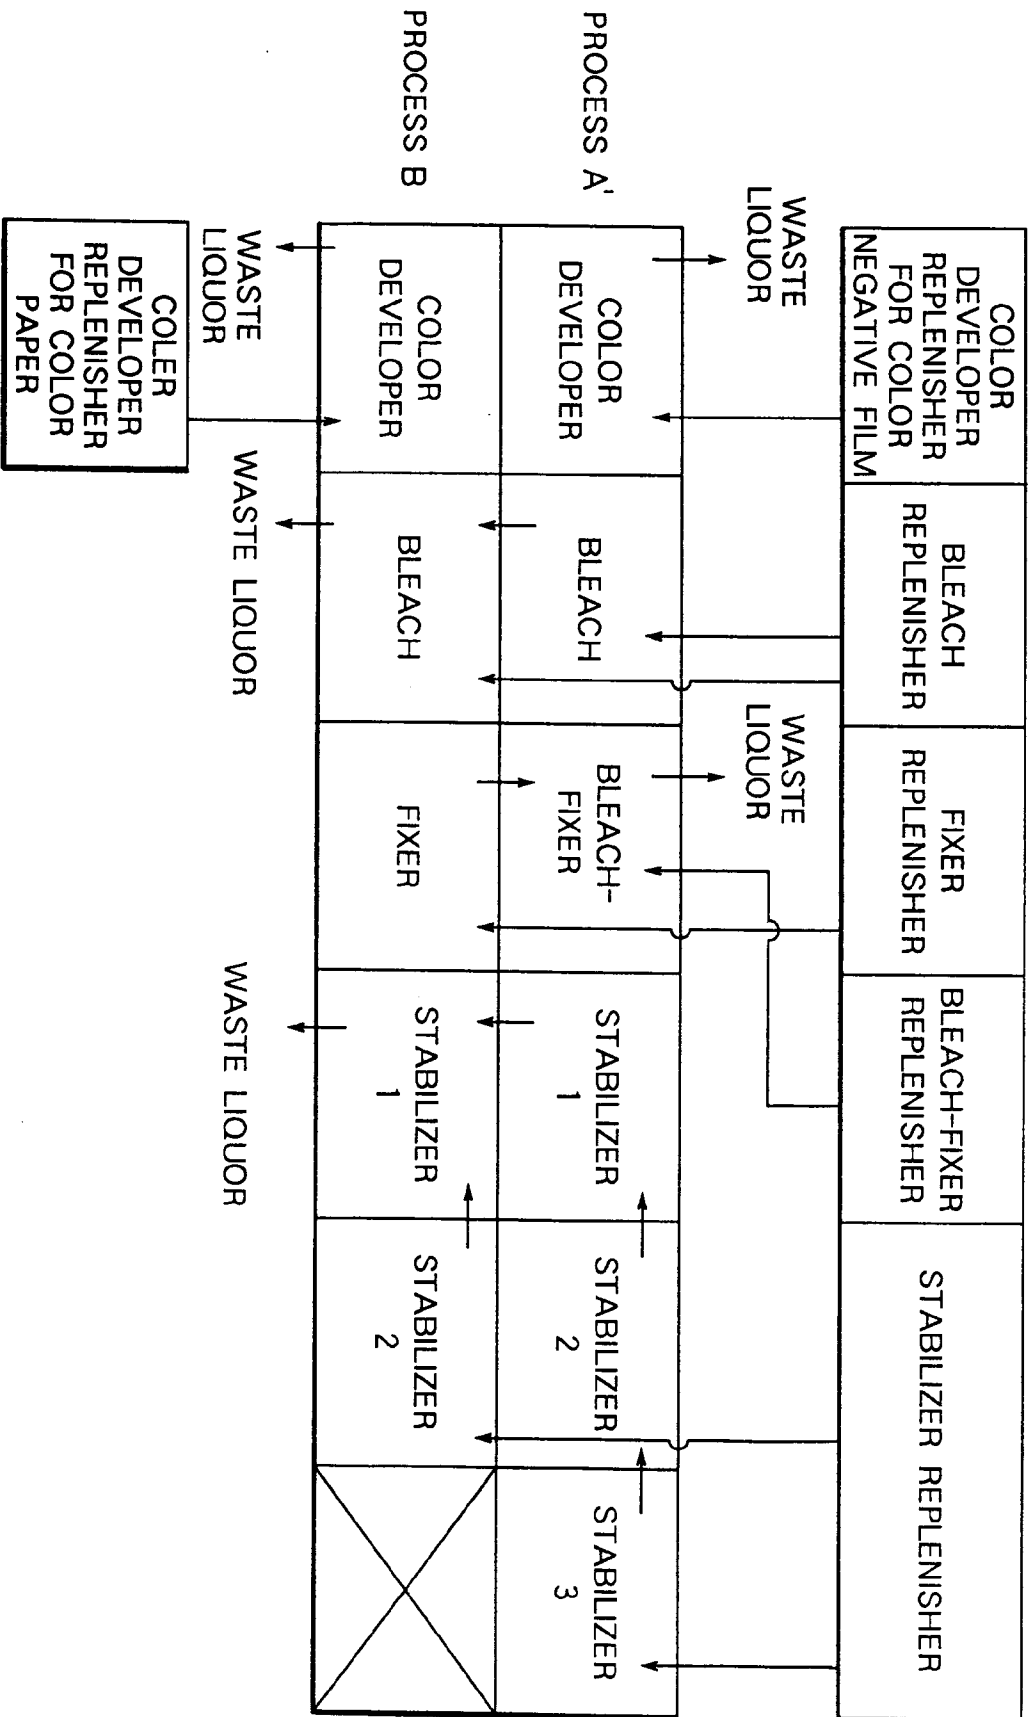 COLOR
DEVELOPER
REPLENISHER
FOR COLOR
NEGATIVE FILM
BLEACH
REPLENISHER
FIXER
REPLENISHER
BLEACH-FIXER
REPLENISHER
STABILIZER REPLENISHER
WASTE
LIQUOR
WASTE
LIQUOR
PROCESS A'
COLOR
DEVELOPER
BLEACH
BLEACH-
FIXER
STABILIZER
1
STABILIZER
2
STABILIZER
3
PROCESS B
COLOR
DEVELOPER
BLEACH
FIXER
STABILIZER
1
STABILIZER
2
WASTE
LIQUOR
WASTE LIQUOR
WASTE LIQUOR
COLER
DEVELOPER
REPLENISHER
FOR COLOR
PAPER